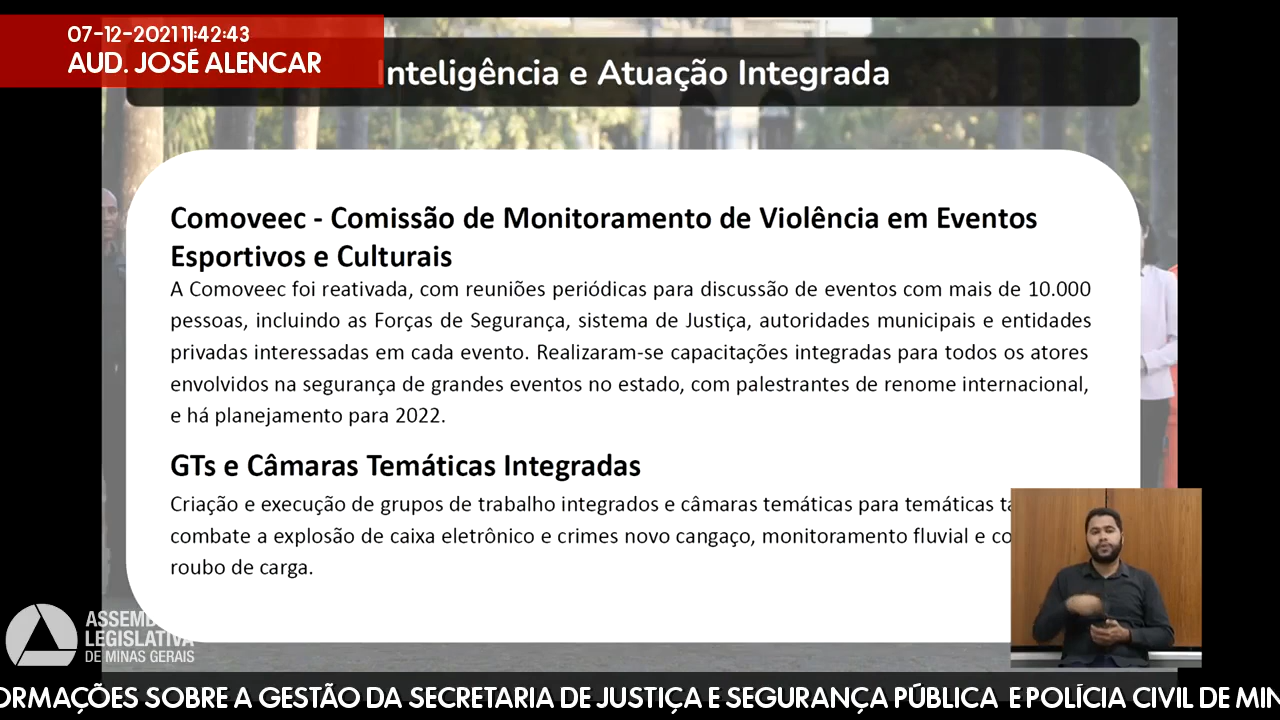 07-12-2021 11:42:43
AUD. JOSÉ ALENCAR
Inteligência e Atuação Integrada
Comoveec - Comissão de Monitoramento de Violência em Eventos
Esportivos e Culturais
A Comoveec foi reativada, com reuniões periódicas para discussão de eventos com mais de 10.000
pessoas, incluindo as Forças de Segurança, sistema de Justiça, autoridades municipais e entidades
privadas interessadas em cada evento. Realizaram-se capacitações integradas para todos os atores
envolvidos na segurança de grandes eventos no estado, com palestrantes de renome internacional,
e há planejamento para 2022.
GTs e Câmaras Temáticas Integradas
Criação e execução de grupos de trabalho integrados e câmaras temáticas para temáticas
combate a explosão de caixa eletrônico e crimes novo cangaço, monitoramento fluvial e
roubo de carga.
LEGISLATIVA
DE MINAS GERAIS
SOBRE A GESTÃO DA SECRETARIA DE JUSTIÇA E SEGURANÇA PÚBLICA E POLÍCIA CIVIL DE